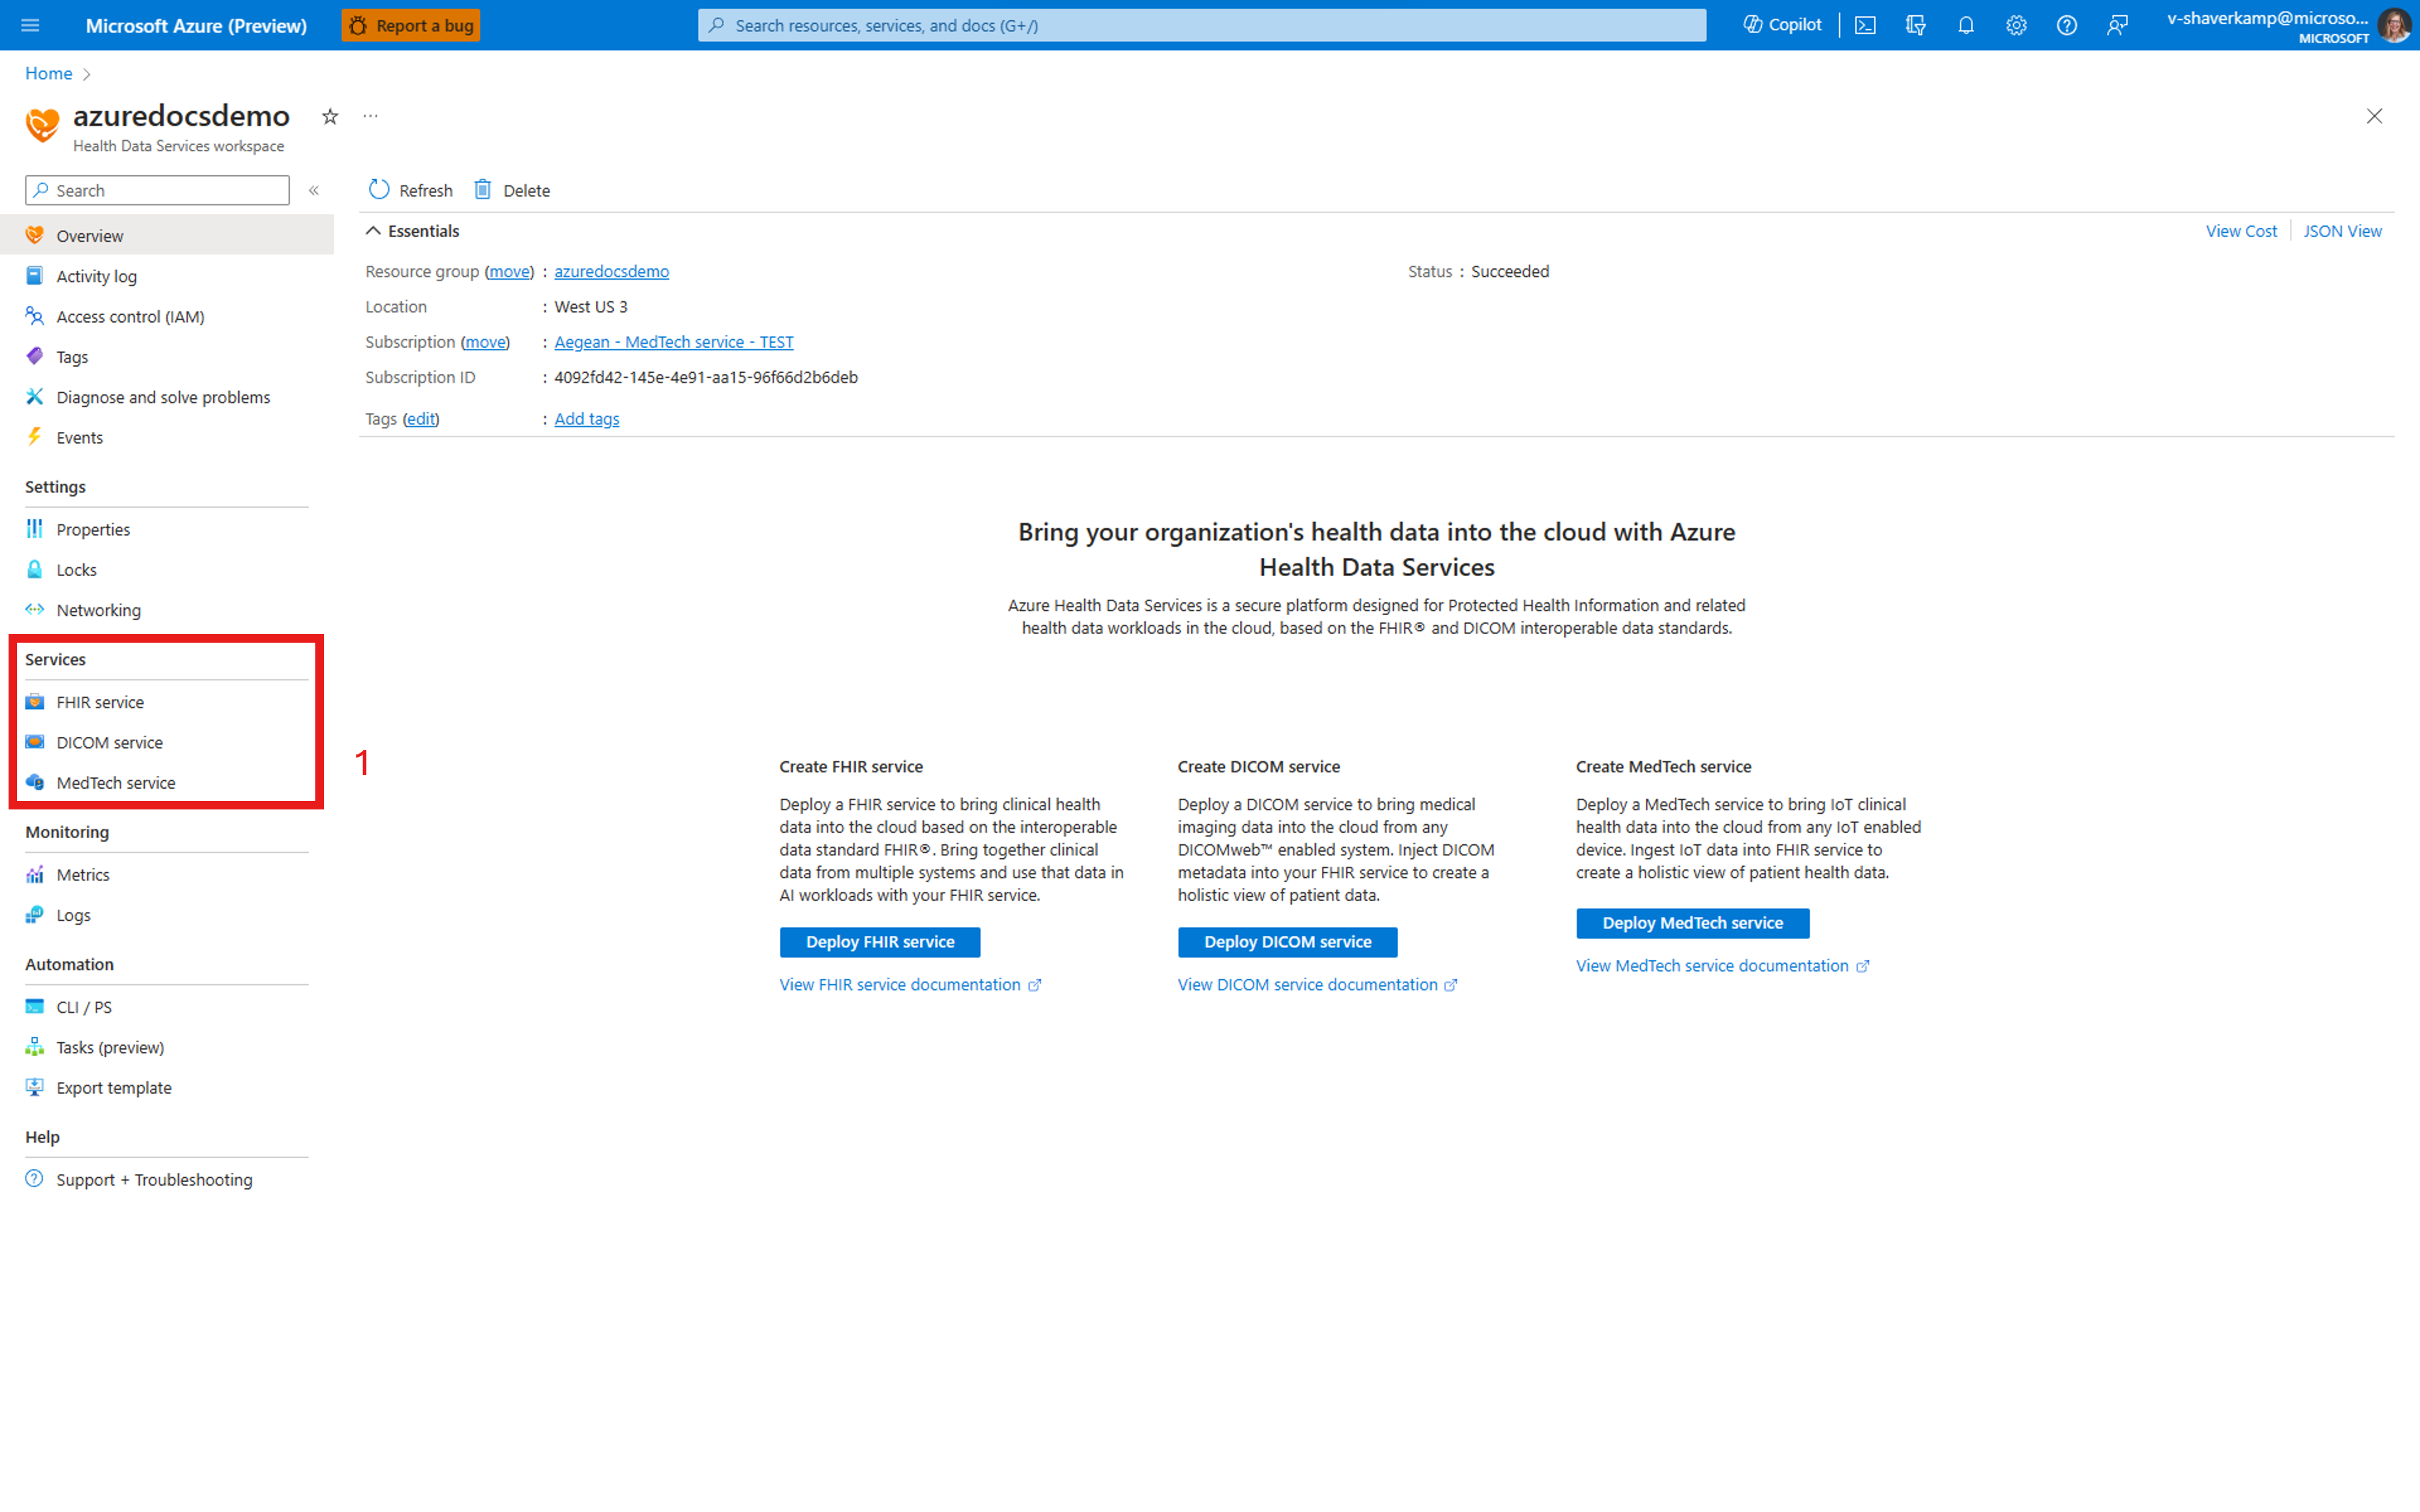 Microsoft Azure (Preview)
Report a bug
Search resources, services, and docs (G+/)
Copilot
v-shaverkamp@microso...
MICROSOFT
Home
azuredocsdemo
Health Data Services workspace
Search
Refresh
Delete
Overview
Activity log
Access control (IAM)
Tags
Diagnose and solve problems
Events
Settings
Properties
Locks
Networking
Services
FHIR service
DICOM service
MedTech service
1
Monitoring
Metrics
Logs
Automation
CLI / PS
Tasks (preview)
Export template
Help
Support + Troubleshooting
Essentials
View Cost
JSON View
Resource group (move) : azuredocsdemo
Status : Succeeded
Location : West US 3
Subscription (move) : Aegean - MedTech service - TEST
Subscription ID : 4092fd42-145e-4e91-aa15-96f66d2b6deb
Tags (edit) : Add tags
Bring your organization's health data into the cloud with Azure
Health Data Services
Azure Health Data Services is a secure platform designed for Protected Health Information and related
health data workloads in the cloud, based on the FHIR® and DICOM interoperable data standards.
Create FHIR service
Deploy a FHIR service to bring clinical health
data into the cloud based on the interoperable
data standard FHIR®. Bring together clinical
data from multiple systems and use that data in
AI workloads with your FHIR service.
Deploy FHIR service
View FHIR service documentation
Create DICOM service
Deploy a DICOM service to bring medical
imaging data into the cloud from any
DICOMweb™ enabled system. Inject DICOM
metadata into your FHIR service to create a
holistic view of patient data.
Deploy DICOM service
View DICOM service documentation
Create MedTech service
Deploy a MedTech service to bring IoT clinical
health data into the cloud from any IoT enabled
device. Ingest IoT data into FHIR service to
create a holistic view of patient health data.
Deploy MedTech service
View MedTech service documentation